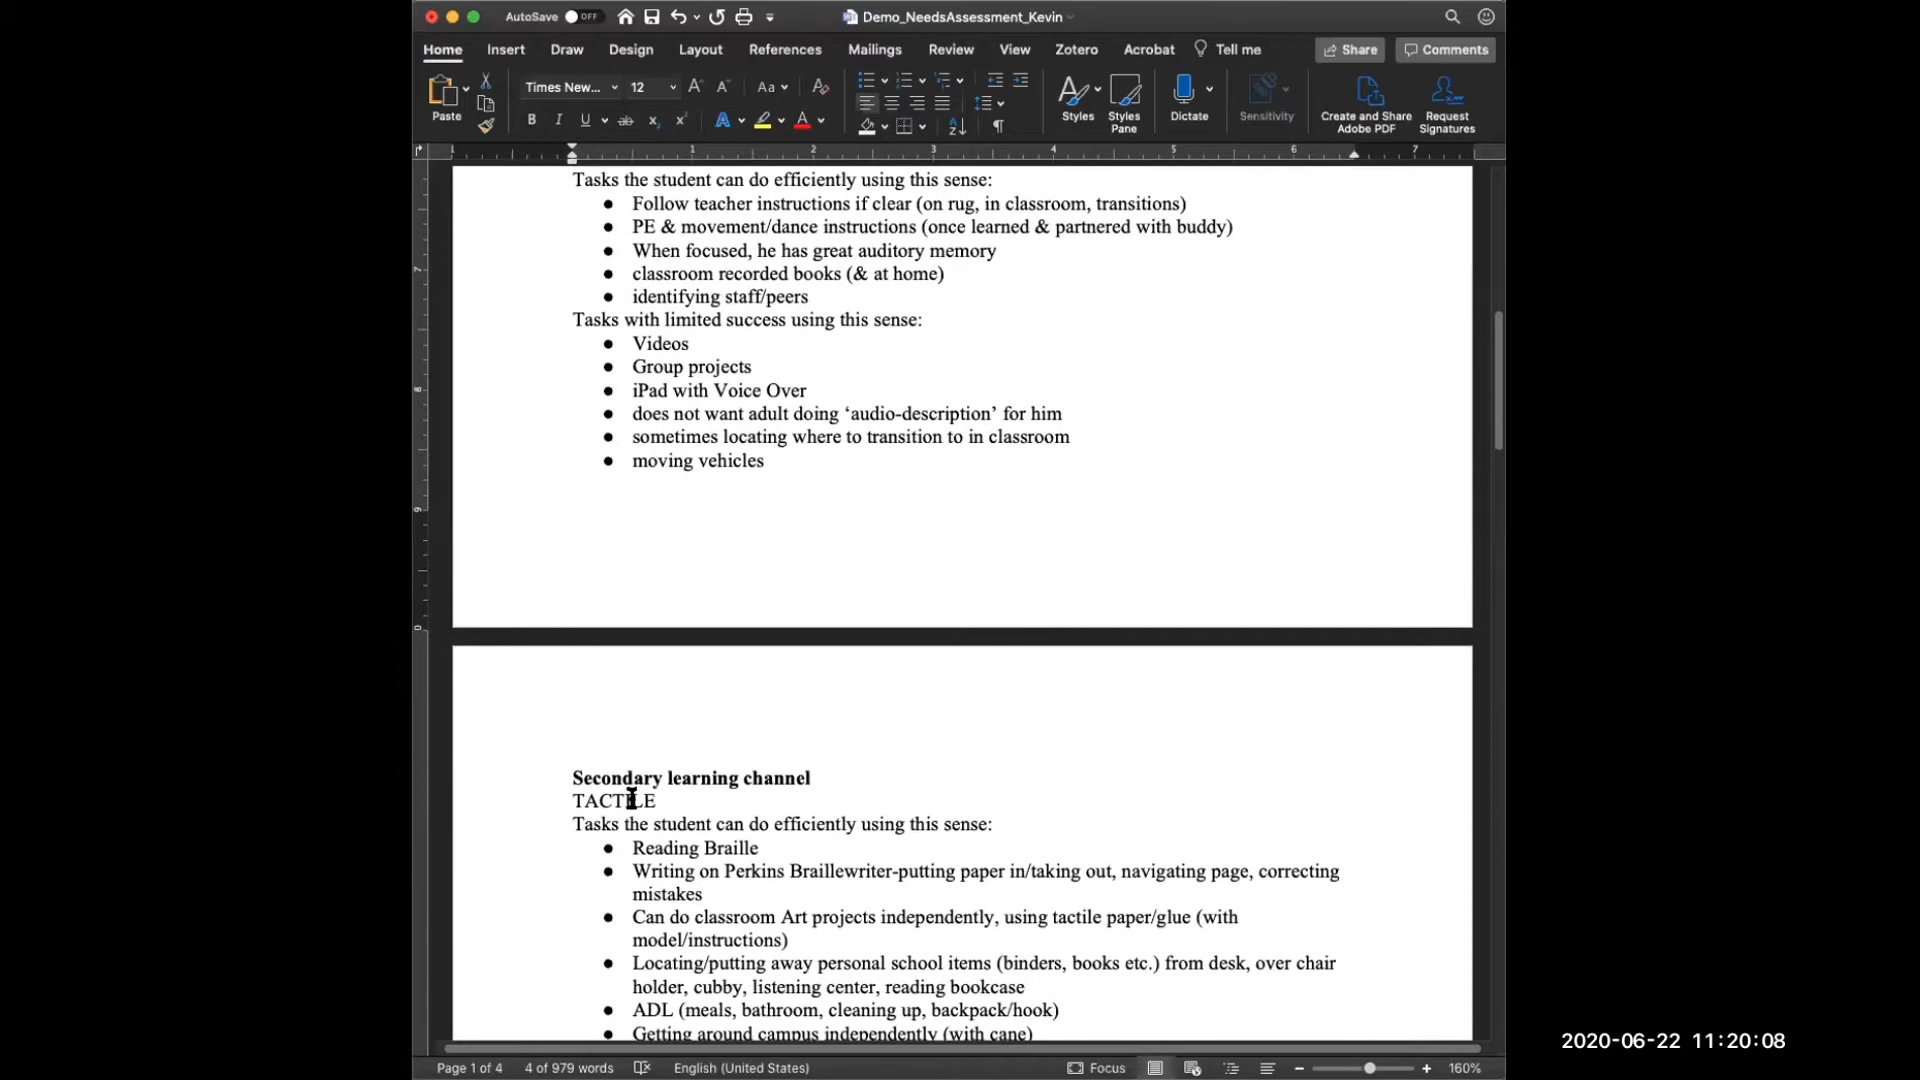 AutoSave OFF Demo_NeedsAssessment_Kevin
Home Insert Draw Design Layout References Mailings Review View Zotero Acrobat Tell me Share Comments
Paste Times New... 12 Aa Styles Styles Pane Dictate Sensitivity Create and Share Adobe PDF Request Signatures
1 1 2 3 4 5 6 7
Tasks the student can do efficiently using this sense:
● Follow teacher instructions if clear (on rug, in classroom, transitions)
● PE & movement/dance instructions (once learned & partnered with buddy)
● When focused, he has great auditory memory
● classroom recorded books (& at home)
● identifying staff/peers
Tasks with limited success using this sense:
● Videos
● Group projects
● iPad with Voice Over
● does not want adult doing ‘audio-description’ for him
● sometimes locating where to transition to in classroom
● moving vehicles
Secondary learning channel
TACTILE
Tasks the student can do efficiently using this sense:
● Reading Braille
● Writing on Perkins Braillewriter-putting paper in/taking out, navigating page, correcting
mistakes
● Can do classroom Art projects independently, using tactile paper/glue (with
model/instructions)
● Locating/putting away personal school items (binders, books etc.) from desk, over chair
holder, cubby, listening center, reading bookcase
● ADL (meals, bathroom, cleaning up, backpack/hook)
● Getting around campus independently (with cane)
Page 1 of 4 4 of 979 words English (United States) Focus 160%
2020-06-22 11:20:08